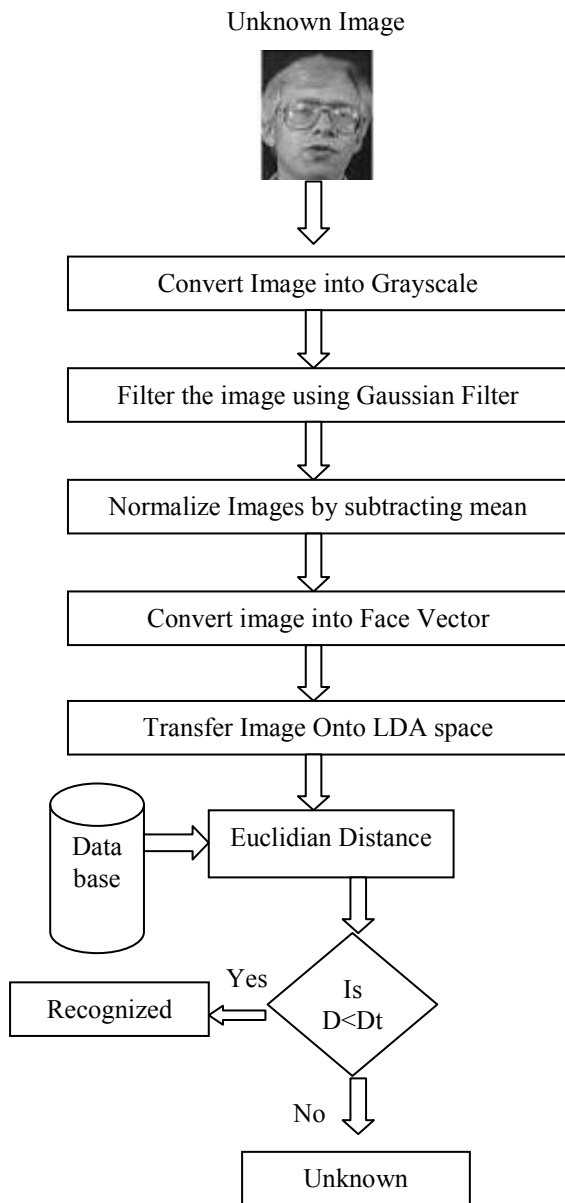 Unknown Image
Convert Image into Grayscale
Filter the image using Gaussian Filter
Normalize Images by subtracting mean
Convert image into Face Vector
Transfer Image Onto LDA space
Data
base
Euclidian Distance
Yes
Is
D<Dt
Recognized
No
Unknown